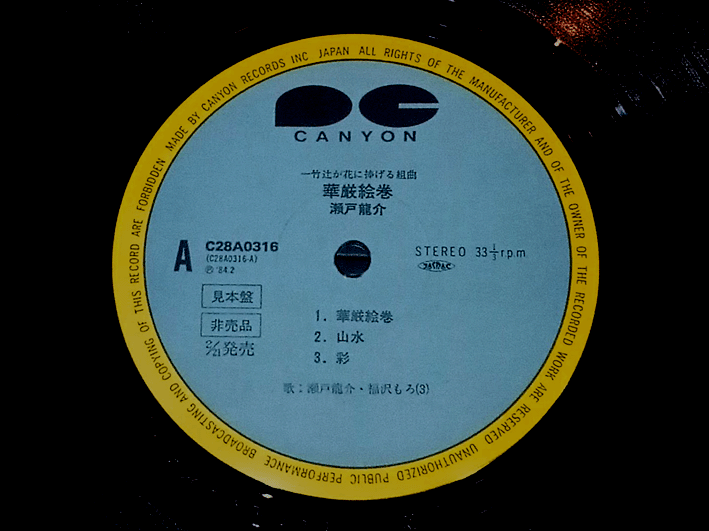 MADE BY CANYON RECORDS INC JAPAN ALL RIGHTS OF THE MANUFACTURER AND OF THE OWNER OF THE RECORDED WORK ARE RESERVED UNAUTHORIZED PUBLIC PERFORMANCE BROADCASTING AND COPYING OF THIS RECORD ARE FORBIDDEN
CANYON
一竹辻が花に捧げる組曲
華厳絵巻
瀬戸龍介
A
C28A0316
(C28A0316-A)
Ⓟ '84.2
STEREO 33 1/3 r.p.m
見本盤
非売品
2/21発売
1. 華厳絵巻
2. 山水
3. 彩
歌：瀬戸龍介・福沢もろ(3)